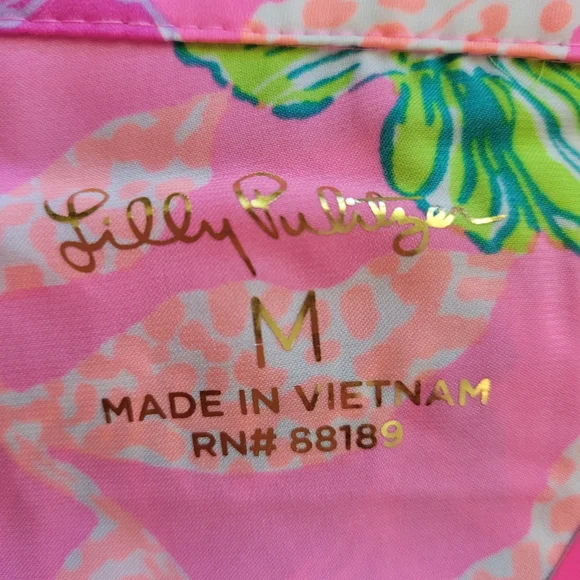 Lilly Pulitzer
M
MADE IN VIETNAM
RN# 88189